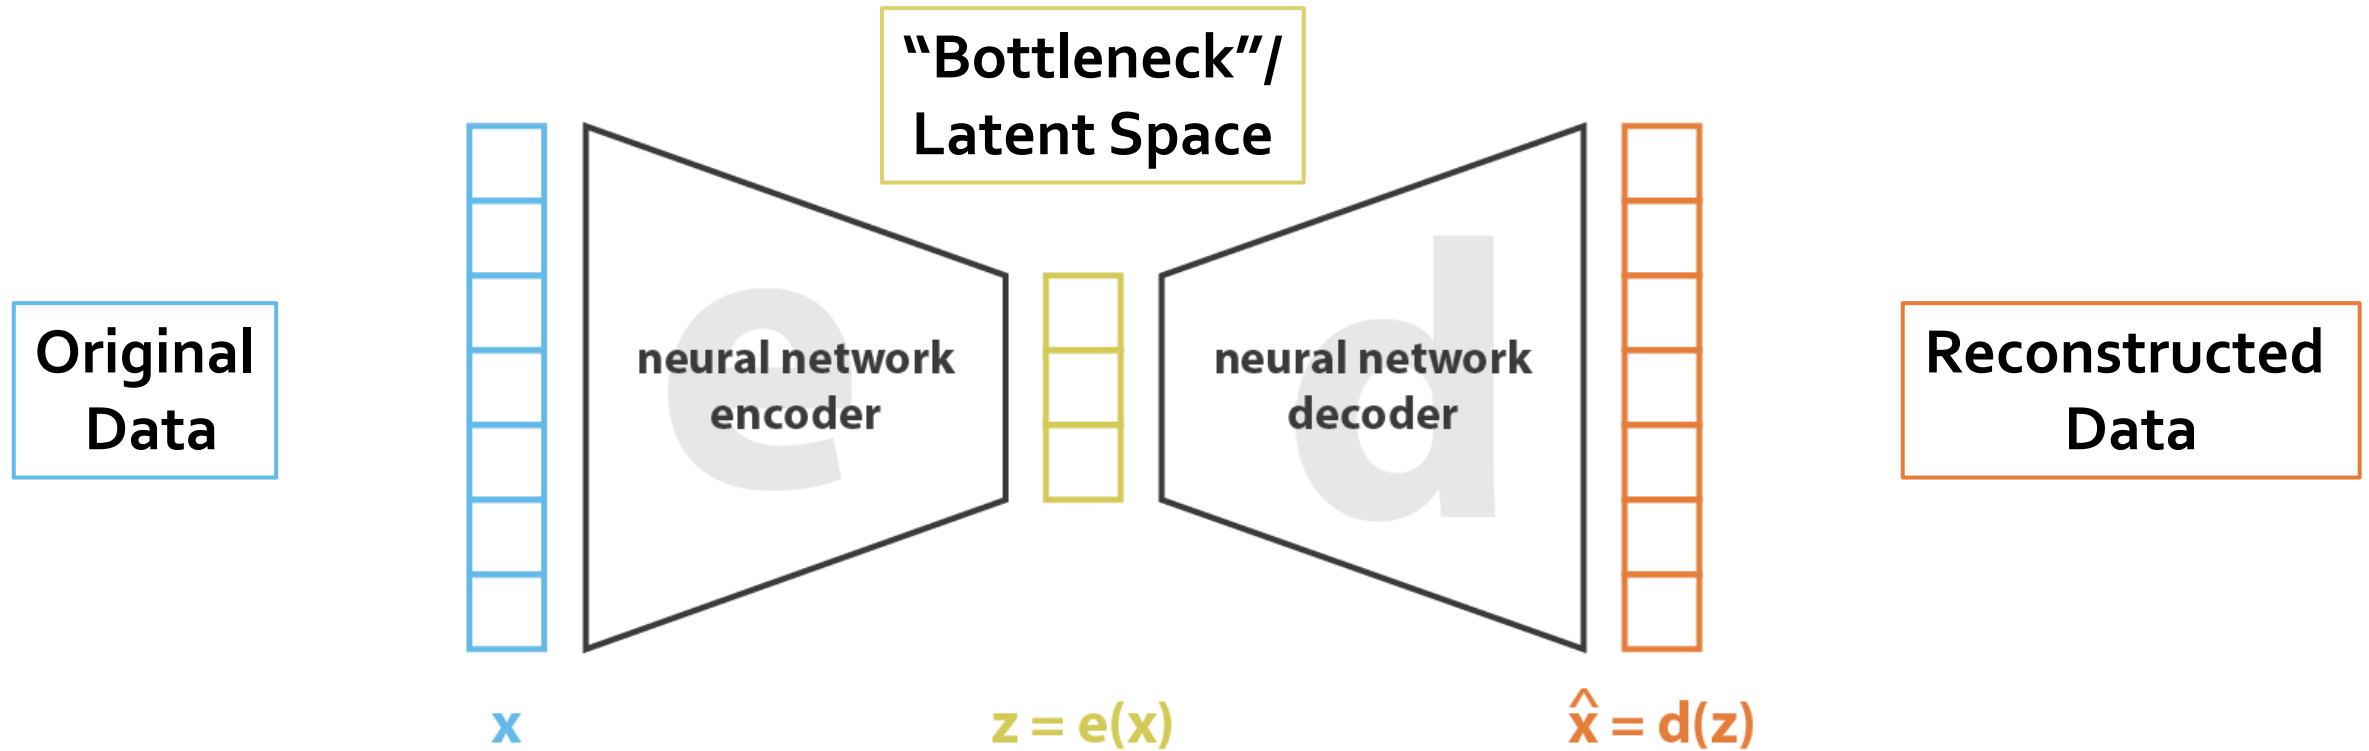 “Bottleneck”/
Latent Space
Original
Data
e
neural network
encoder
d
neural network
decoder
Reconstructed
Data
x
z = e(x)
x̂ = d(z)